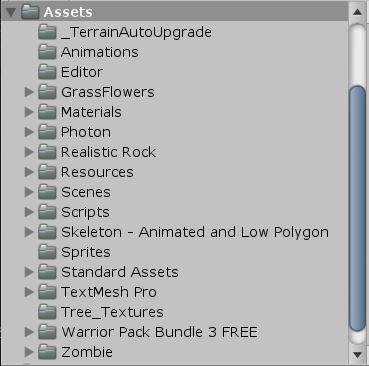 Assets
_TerrainAutoUpgrade
Animations
Editor
GrassFlowers
Materials
Photon
Realistic Rock
Resources
Scenes
Scripts
Skeleton - Animated and Low Polygon
Sprites
Standard Assets
TextMesh Pro
Tree_Textures
Warrior Pack Bundle 3 FREE
Zombie